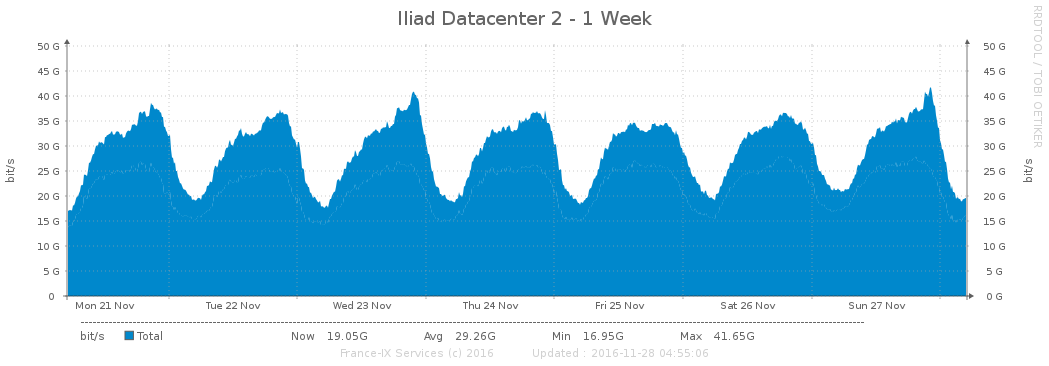 Iliad Datacenter 2 - 1 Week
RRDTOOL / TOBI OETIKER
50 G 50 G
45 G 45 G
40 G 40 G
35 G 35 G
30 G 30 G
25 G 25 G
20 G 20 G
15 G 15 G
10 G 10 G
5 G 5 G
0 0 G
bit/s
bit/s
Mon 21 Nov Tue 22 Nov Wed 23 Nov Thu 24 Nov Fri 25 Nov Sat 26 Nov Sun 27 Nov
bit/s Total Now 19.05G Avg 29.26G Min 16.95G Max 41.65G
France-IX Services (c) 2016 Updated : 2016-11-28 04:55:06